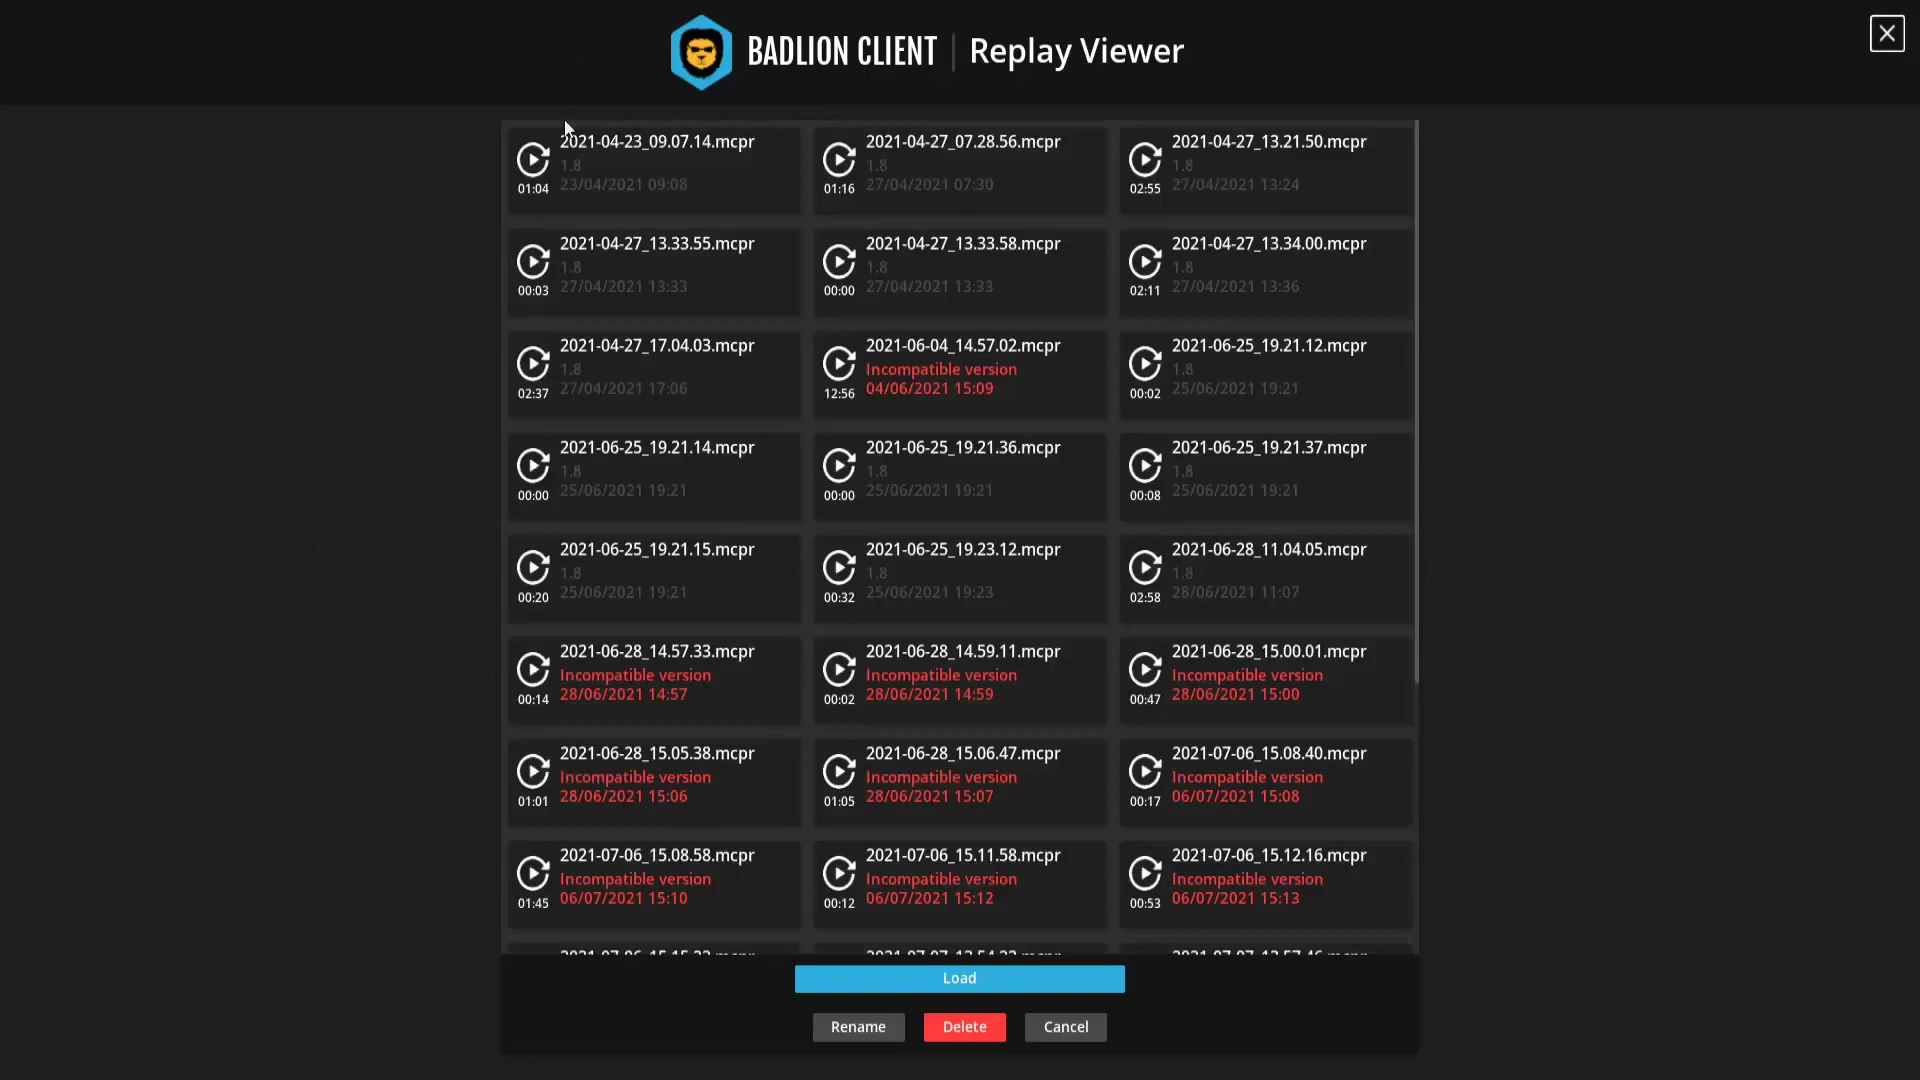 BADLION CLIENT | Replay Viewer
2021-04-23_09.07.14.mcpr
1.8
01:04 23/04/2021 09:08
2021-04-27_07.28.56.mcpr
1.8
01:16 27/04/2021 07:30
2021-04-27_13.21.50.mcpr
1.8
02:55 27/04/2021 13:24
2021-04-27_13.33.55.mcpr
1.8
00:03 27/04/2021 13:33
2021-04-27_13.33.58.mcpr
1.8
00:00 27/04/2021 13:33
2021-04-27_13.34.00.mcpr
1.8
02:11 27/04/2021 13:36
2021-04-27_17.04.03.mcpr
1.8
02:37 27/04/2021 17:06
2021-06-04_14.57.02.mcpr
Incompatible version
12:56 04/06/2021 15:09
2021-06-25_19.21.12.mcpr
1.8
00:02 25/06/2021 19:21
2021-06-25_19.21.14.mcpr
1.8
00:00 25/06/2021 19:21
2021-06-25_19.21.36.mcpr
1.8
00:00 25/06/2021 19:21
2021-06-25_19.21.37.mcpr
1.8
00:08 25/06/2021 19:21
2021-06-25_19.21.15.mcpr
1.8
00:20 25/06/2021 19:21
2021-06-25_19.23.12.mcpr
1.8
00:32 25/06/2021 19:23
2021-06-28_11.04.05.mcpr
1.8
02:58 28/06/2021 11:07
2021-06-28_14.57.33.mcpr
Incompatible version
00:14 28/06/2021 14:57
2021-06-28_14.59.11.mcpr
Incompatible version
00:02 28/06/2021 14:59
2021-06-28_15.00.01.mcpr
Incompatible version
00:47 28/06/2021 15:00
2021-06-28_15.05.38.mcpr
Incompatible version
01:01 28/06/2021 15:06
2021-06-28_15.06.47.mcpr
Incompatible version
01:05 28/06/2021 15:07
2021-07-06_15.08.40.mcpr
Incompatible version
00:17 06/07/2021 15:08
2021-07-06_15.08.58.mcpr
Incompatible version
01:45 06/07/2021 15:10
2021-07-06_15.11.58.mcpr
Incompatible version
00:12 06/07/2021 15:12
2021-07-06_15.12.16.mcpr
Incompatible version
00:53 06/07/2021 15:13
Load
Rename
Delete
Cancel